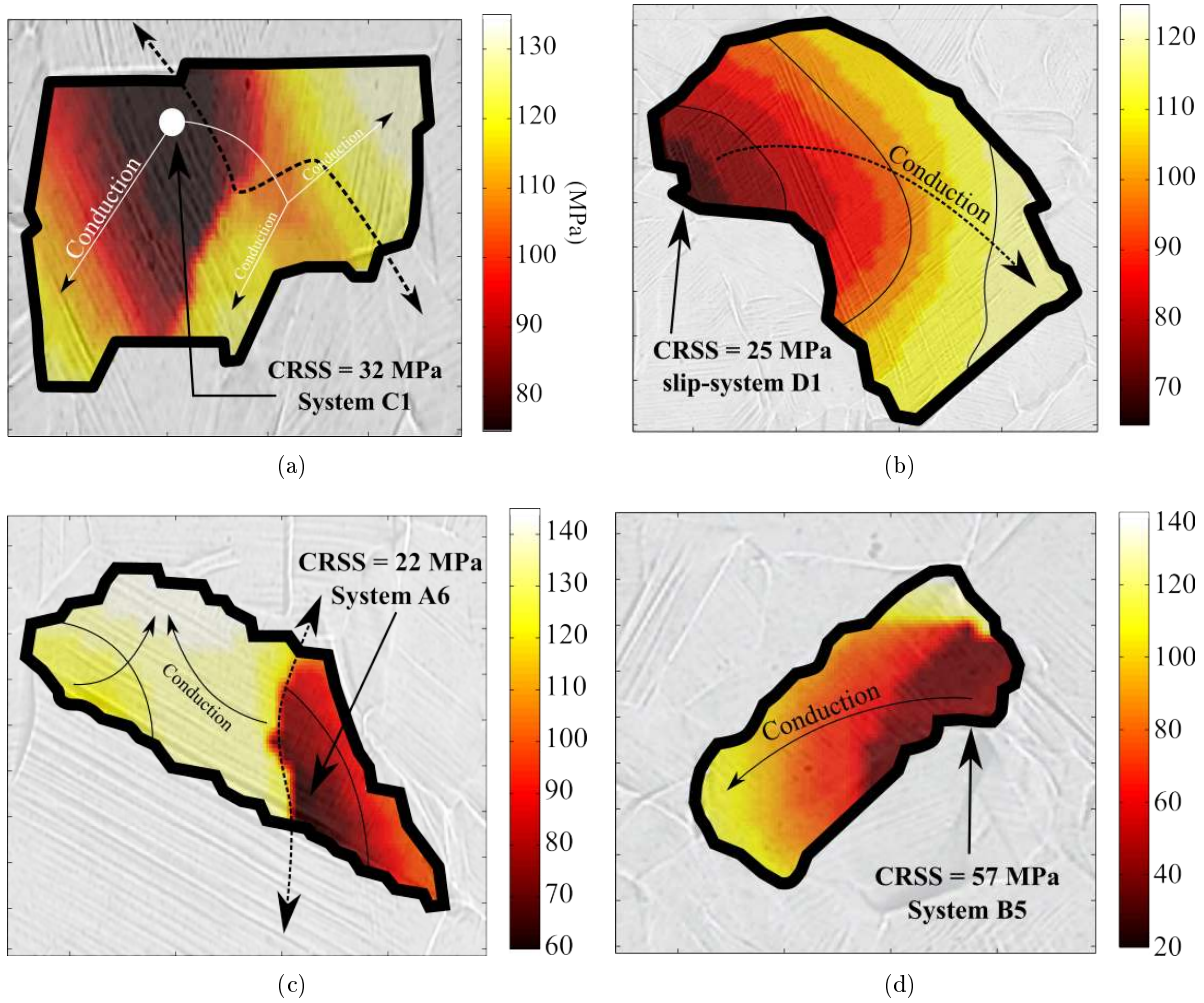 130
120
110
100
90
80
(MPa)
Conduction
Conduction
Conduction
CRSS = 32 MPa
System C1
(a)
120
110
100
90
80
70
Conduction
CRSS = 25 MPa
slip-system D1
(b)
140
130
120
110
100
90
80
70
60
CRSS = 22 MPa
System A6
Conduction
(c)
140
120
100
80
60
40
20
Conduction
CRSS = 57 MPa
System B5
(d)